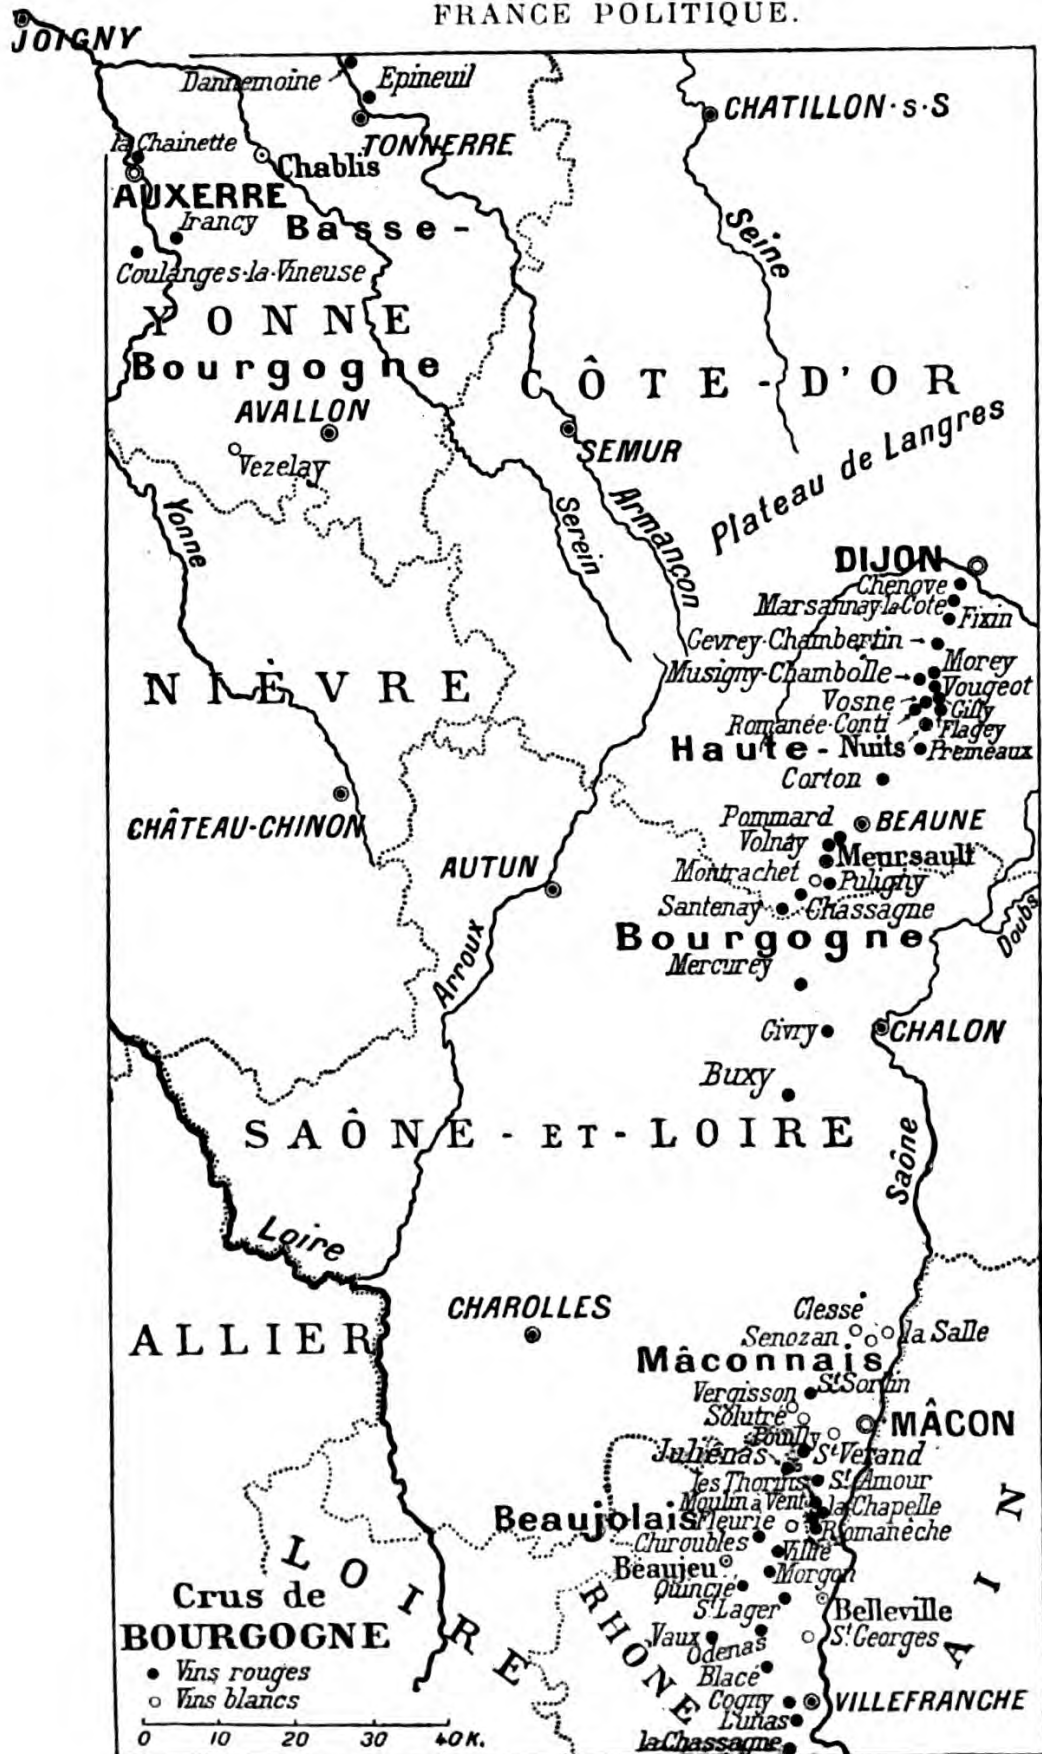 FRANCE POLITIQUE.
JOIGNY
Dannemoine
Epineuil
CHATILLON·s·S
la Chainette
TONNERRE
Chablis
AUXERRE
Irancy
Basse-
Seine
Coulanges-la-Vineuse
YONNE
Bourgogne
CÔTE-D'OR
AVALLON
Plateau de Langres
SEMUR
Vezelay
Yonne
Serein
Armançon
DIJON
Chenove
Marsannay-la-Cote
Fixin
Gevrey-Chambertin
Morey
Musigny-Chambolle
Vougeot
NIÈVRE
Vosne
Gilly
Romanée-Conti
Flagey
Haute-
Nuits
Prémeaux
Corton
CHÂTEAU-CHINON
Pommard
BEAUNE
Volnay
Meursault
AUTUN
Montrachet
Puligny
Santenay
Chassagne
Doubs
Bourgogne
Arroux
Mercurey
Givry
CHALON
Buxy
SAÔNE-ET-LOIRE
Saône
Loire
CHAROLLES
Clessé
ALLIER
Senozan
la Salle
Mâconnais
St Sorlin
Vergisson
Solutré
MÂCON
Pouilly
Juliénas
St Verand
les Thorins
St Amour
Moulin à Vent
la Chapelle
Beaujolais
Fleurie
Romanèche
AIN
Chiroubles
Villié
LOIRE
Beaujeu
Morgon
Quincié
RHÔNE
St Lager
Belleville
Vaux
Odenas
St Georges
Blacé
Cogny
VILLEFRANCHE
Lunas
la Chassagne
Crus de
BOURGOGNE
Vins rouges
Vins blancs
0 10 20 30 40K.